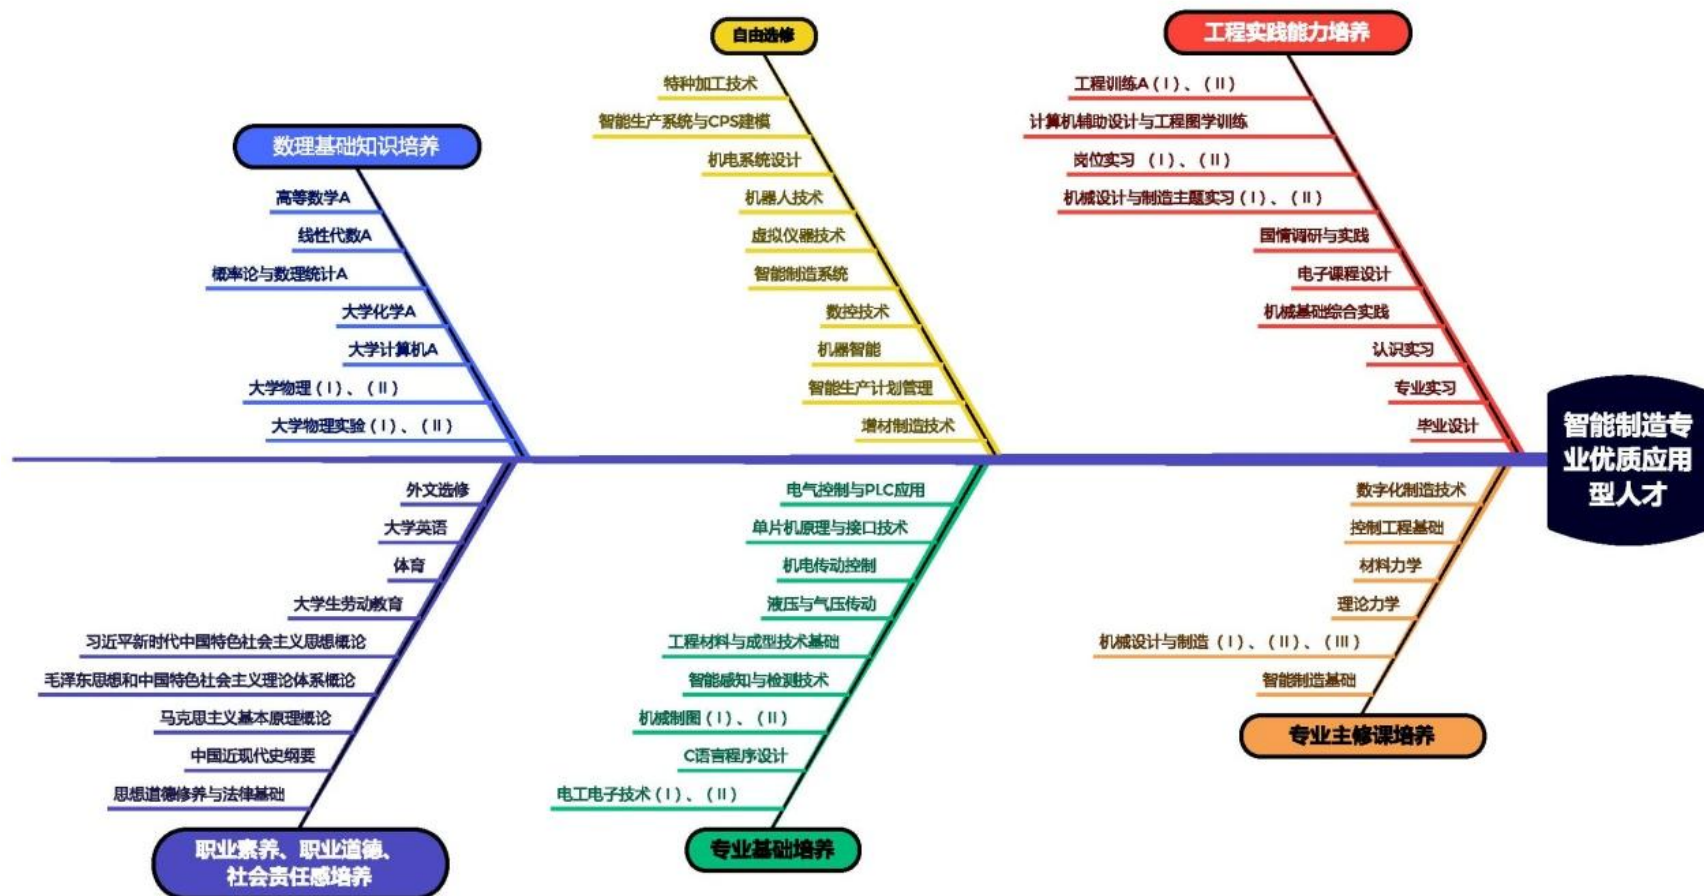 数理基础知识培养
高等数学A
线性代数A
概率论与数理统计A
大学化学A
大学计算机A
大学物理（I）、（II）
大学物理实验（I）、（II）
自由选修
特种加工技术
智能生产系统与CPS建模
机电系统设计
机器人技术
虚拟仪器技术
智能制造系统
数控技术
机器智能
智能生产计划管理
增材制造技术
工程实践能力培养
工程训练A（I）、（II）
计算机辅助设计与工程图学训练
岗位实习 （I）、（II）
机械设计与制造主题实习（I）、（II）
国情调研与实践
电子课程设计
机械基础综合实践
认识实习
专业实习
毕业设计
智能制造专
业优质应用
型人才
外文选修
大学英语
体育
大学生劳动教育
习近平新时代中国特色社会主义思想概论
毛泽东思想和中国特色社会主义理论体系概论
马克思主义基本原理概论
中国近现代史纲要
思想道德修养与法律基础
职业素养、职业道德、
社会责任感培养
电气控制与PLC应用
单片机原理与接口技术
机电传动控制
液压与气压传动
工程材料与成型技术基础
智能感知与检测技术
机械制图（I）、（II）
C语言程序设计
电工电子技术（I）、（II）
专业基础培养
数字化制造技术
控制工程基础
材料力学
理论力学
机械设计与制造（I）、（II）、（III）
智能制造基础
专业主修课培养